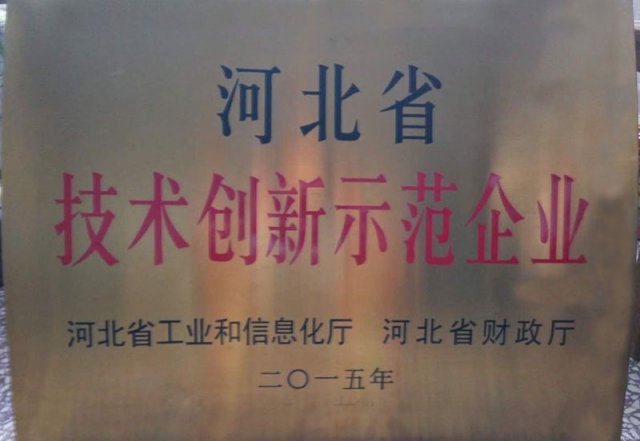 河北省
技术创新示范企业
河北省工业和信息化厅 河北省财政厅
二〇一五年